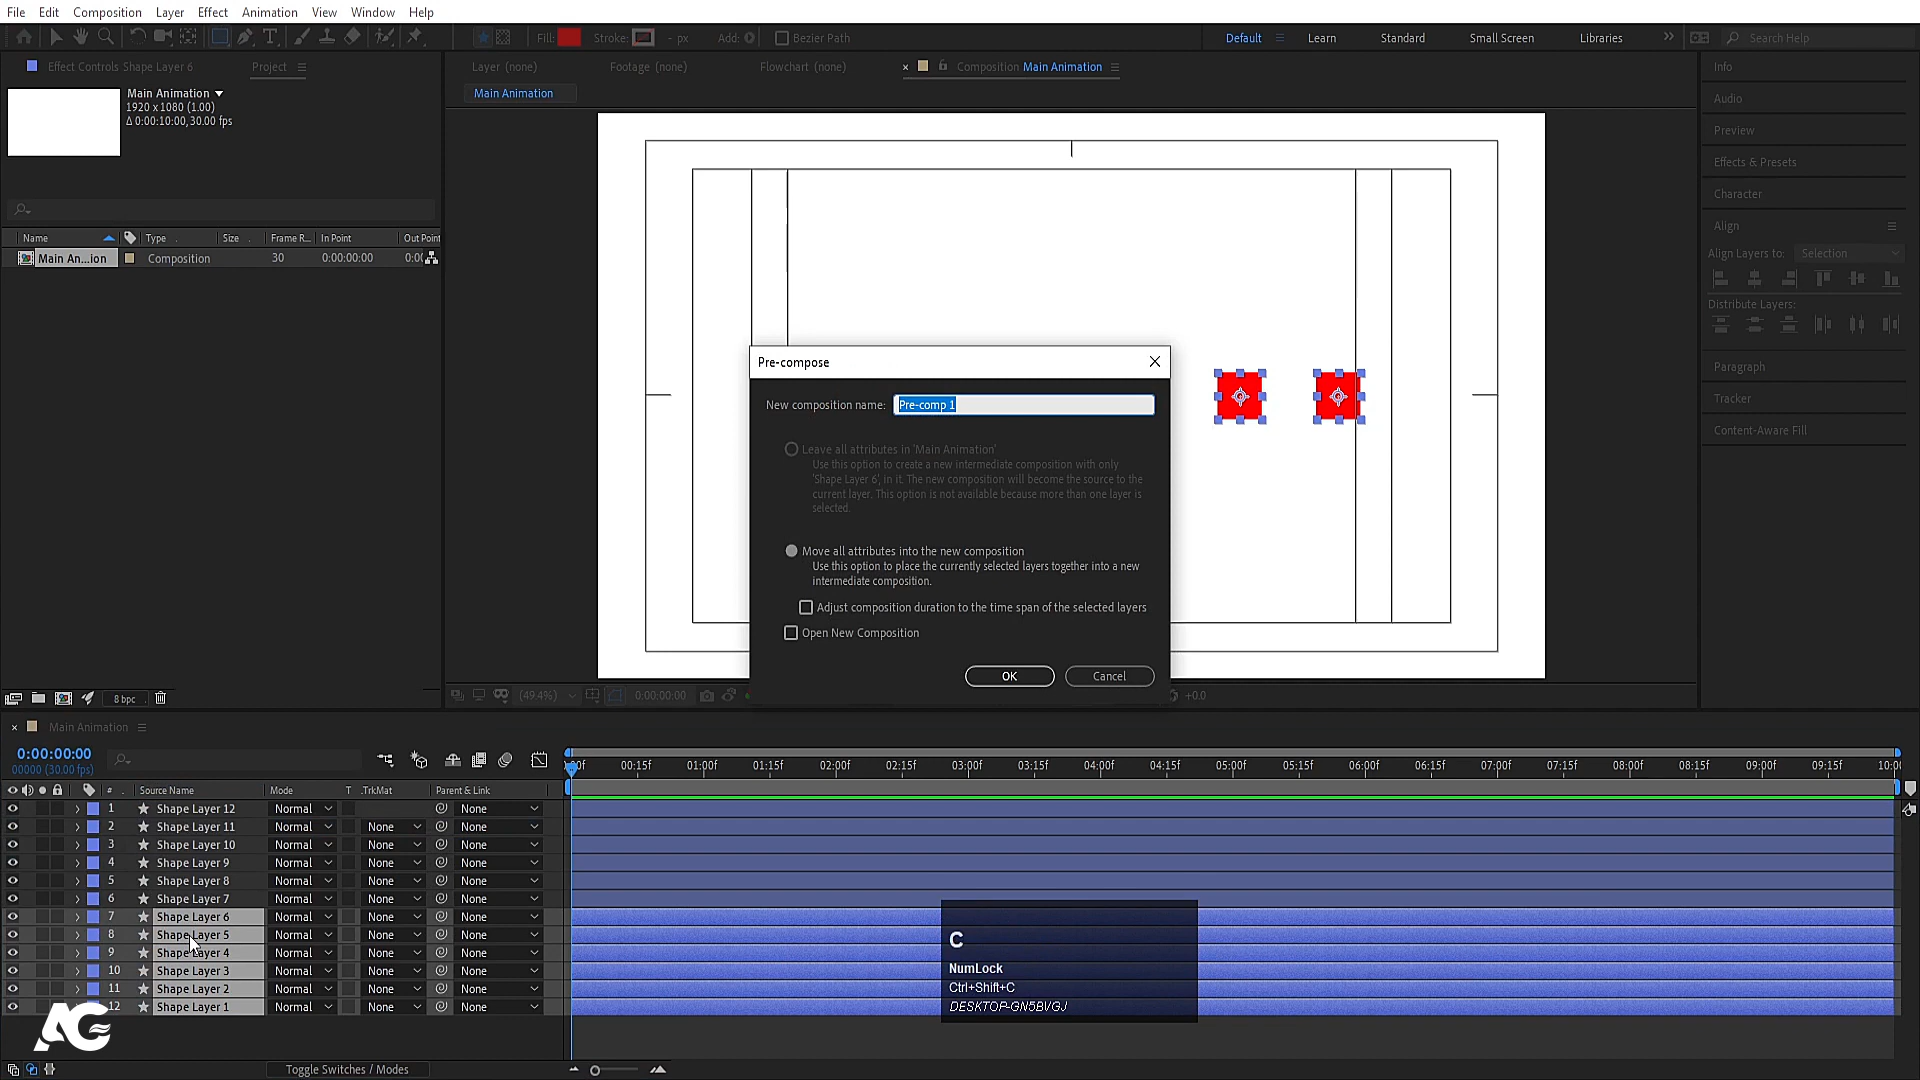 File Edit Composition Layer Effect Animation View Window Help
Fill: Stroke: - px Add: Bezier Path Default Learn Standard Small Screen Libraries Search Help
Effect Controls Shape Layer 6 Project
Layer (none) Footage (none) Flowchart (none) Composition Main Animation
Main Animation
1920 x 1080 (1.00)
Δ 0:00:10:00, 30.00 fps
Main Animation
Name Type Size Frame R... In Point Out Point
Main An...ion Composition 30 0:00:00:00 0:00
8 bpc
Info
Audio
Preview
Effects & Presets
Character
Align
Align Layers to: Selection
Distribute Layers:
Paragraph
Tracker
Content-Aware Fill
Pre-compose
New composition name: Pre-comp 1
Leave all attributes in 'Main Animation'
Use this option to create a new intermediate composition with only
'Shape Layer 6', in it. The new composition will become the source to the
current layer. This option is not available because more than one layer is
selected.
Move all attributes into the new composition
Use this option to place the currently selected layers together into a new
intermediate composition.
Adjust composition duration to the time span of the selected layers
Open New Composition
OK Cancel
(49.4%) 0:00:00:00 +0.0
Main Animation
0:00:00:00
00000 (30.00 fps)
:00f 00:15f 01:00f 01:15f 02:00f 02:15f 03:00f 03:15f 04:00f 04:15f 05:00f 05:15f 06:00f 06:15f 07:00f 07:15f 08:00f 08:15f 09:00f 09:15f 10:00
# Source Name Mode T .TrkMat Parent & Link
1 Shape Layer 12 Normal None
2 Shape Layer 11 Normal None None
3 Shape Layer 10 Normal None None
4 Shape Layer 9 Normal None None
5 Shape Layer 8 Normal None None
6 Shape Layer 7 Normal None None
7 Shape Layer 6 Normal None None
8 Shape Layer 5 Normal None None
9 Shape Layer 4 Normal None None
10 Shape Layer 3 Normal None None
11 Shape Layer 2 Normal None None
12 Shape Layer 1 Normal None None
C
NumLock
Ctrl+Shift+C
DESKTOP-GN5BVGJ
AG
Toggle Switches / Modes